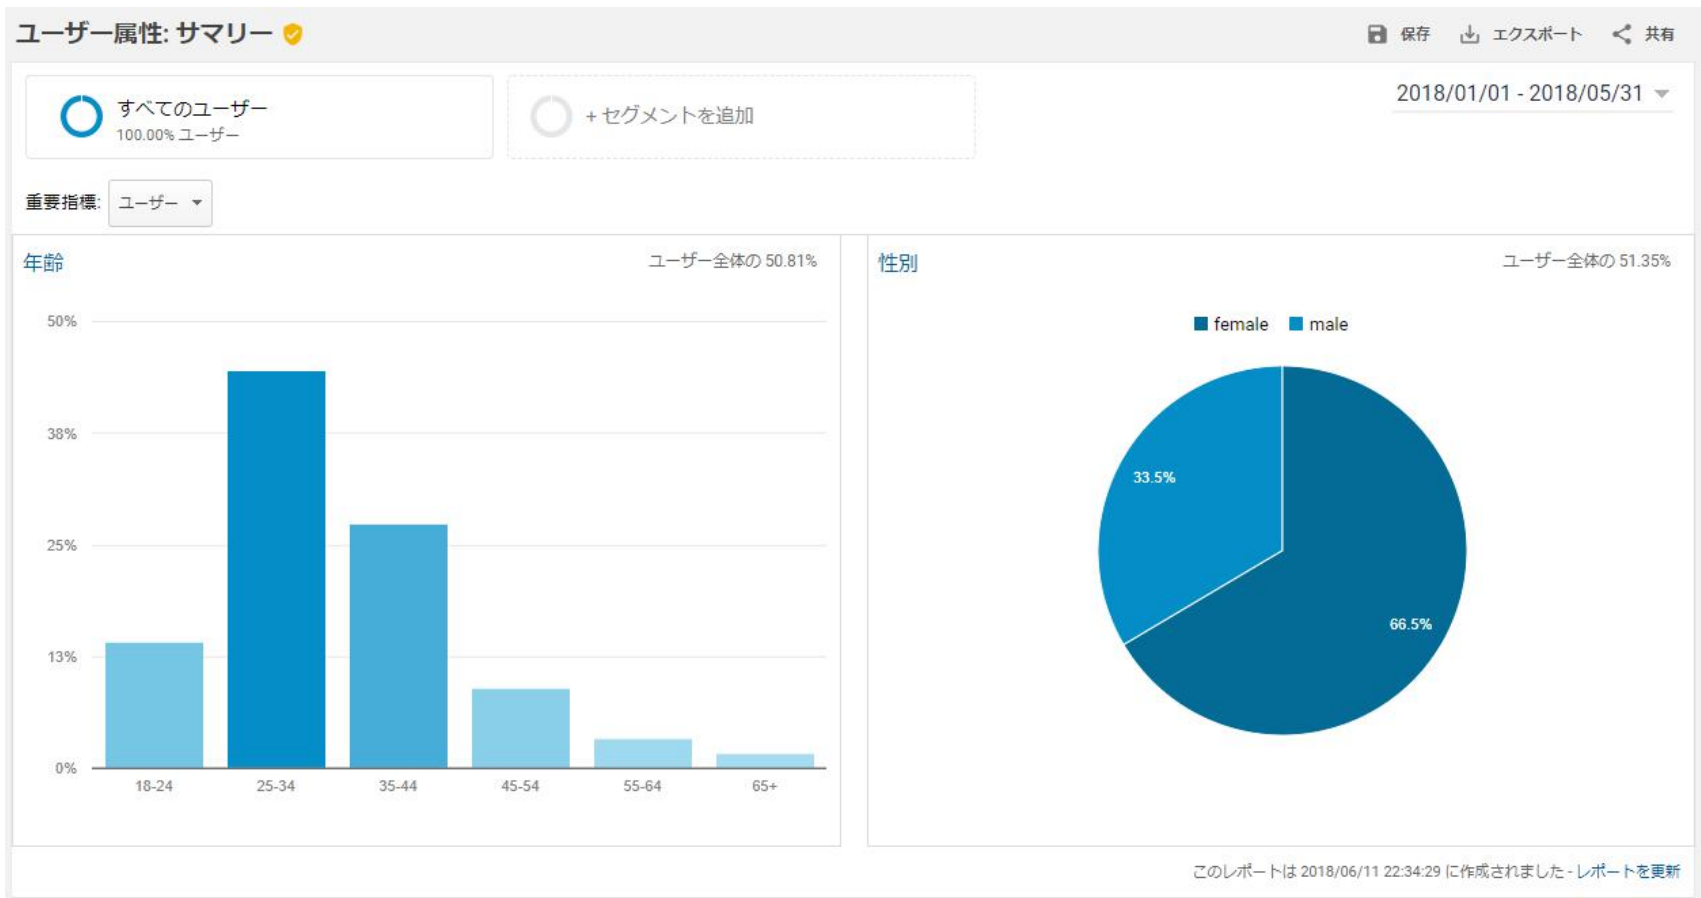 ユーザー属性: サマリー
保存 エクスポート 共有
すべてのユーザー
100.00% ユーザー
+ セグメントを追加
2018/01/01 - 2018/05/31
重要指標: ユーザー
年齢
ユーザー全体の 50.81%
50%
38%
25%
13%
0%
18-24 25-34 35-44 45-54 55-64 65+
性別
ユーザー全体の 51.35%
female male
33.5%
66.5%
このレポートは 2018/06/11 22:34:29 に作成されました - レポートを更新